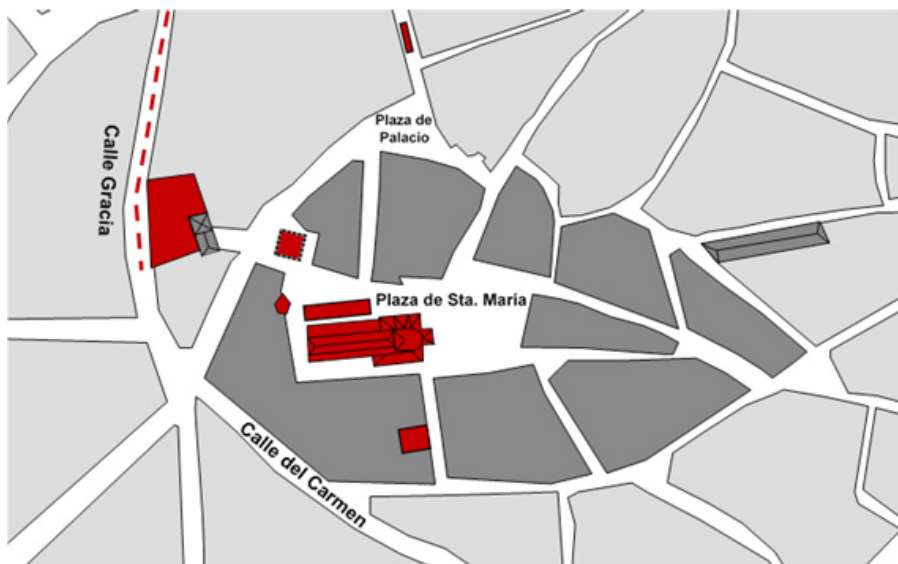 Plaza de
Palacio
Calle Gracia
Plaza de Sta. María
Calle del Carmen